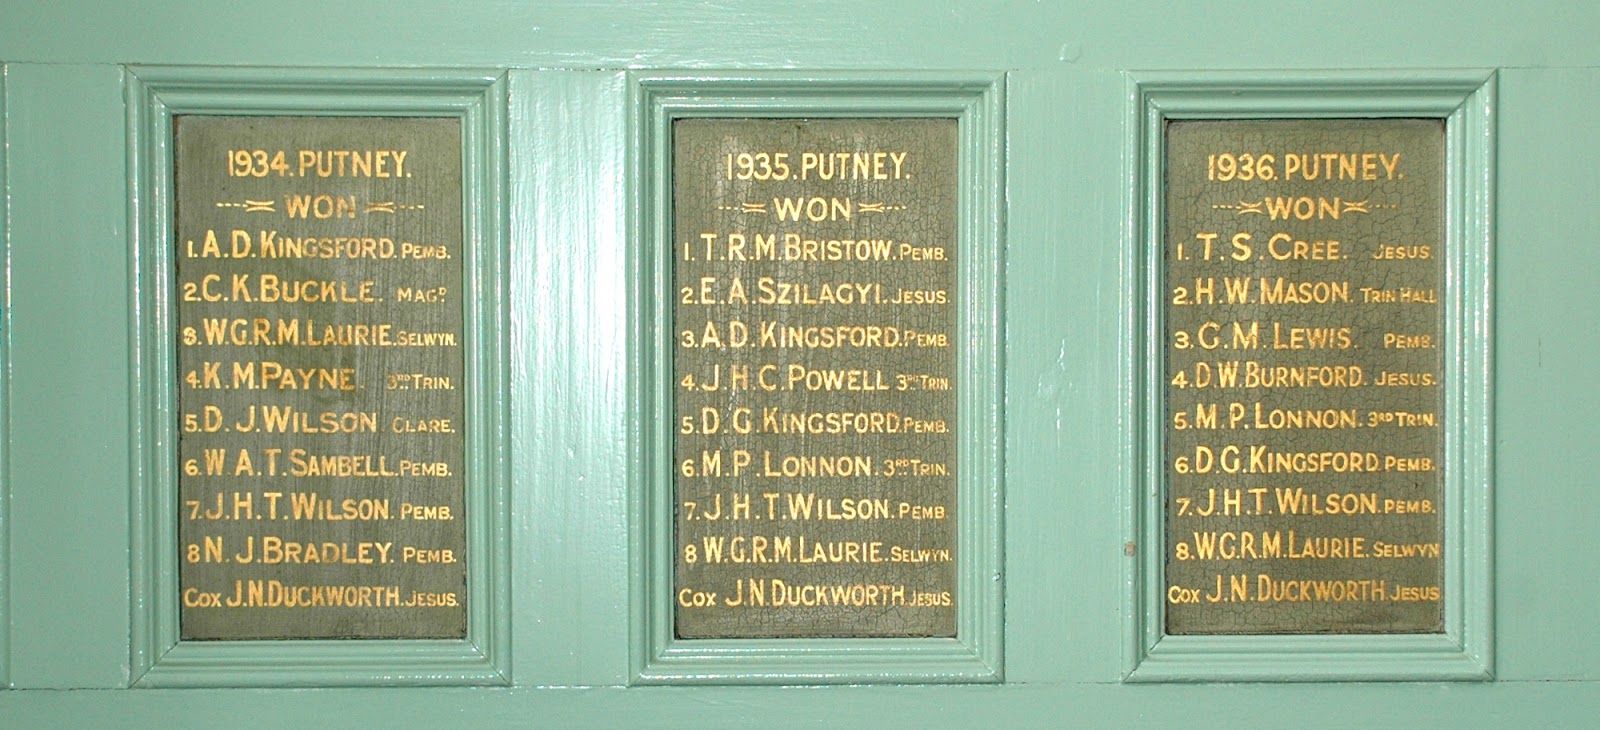 1934. PUTNEY.
WON
1. A. D. KINGSFORD. PEMB.
2. C. K. BUCKLE. MAGD
3. W. G. R. M. LAURIE. SELWYN.
4. K. M. PAYNE. 3RD TRIN.
5. D. J. WILSON. CLARE.
6. W. A. T. SAMBELL. PEMB.
7. J. H. T. WILSON. PEMB.
8 N. J. BRADLEY. PEMB.
COX J. N. DUCKWORTH. JESUS.
1935. PUTNEY.
WON
1. T. R. M. BRISTOW. PEMB.
2. E. A. SZILAGYI. JESUS.
3. A. D. KINGSFORD. PEMB.
4. J. H. C. POWELL 3RD TRIN.
5. D. G. KINGSFORD. PEMB.
6. M. P. LONNON. 3RD TRIN.
7. J. H. T. WILSON. PEMB.
8 W. G. R. M. LAURIE. SELWYN.
COX J. N. DUCKWORTH. JESUS.
1936. PUTNEY.
WON
1. T. S. CREE. JESUS.
2. H. W. MASON. TRIN HALL
3. G. M. LEWIS. PEMB.
4. D. W. BURNFORD. JESUS.
5. M. P. LONNON. 3RD TRIN.
6. D. G. KINGSFORD. PEMB.
7. J. H. T. WILSON. PEMB.
8. W. G. R. M. LAURIE. SELWYN
COX J. N. DUCKWORTH. JESUS